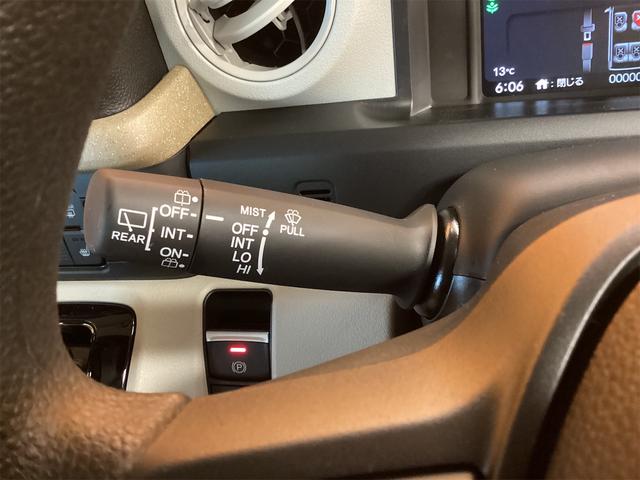 13℃
6:06
:閉じる
REAR
OFF
INT
ON
MIST
OFF
INT
LO
HI
PULL
P